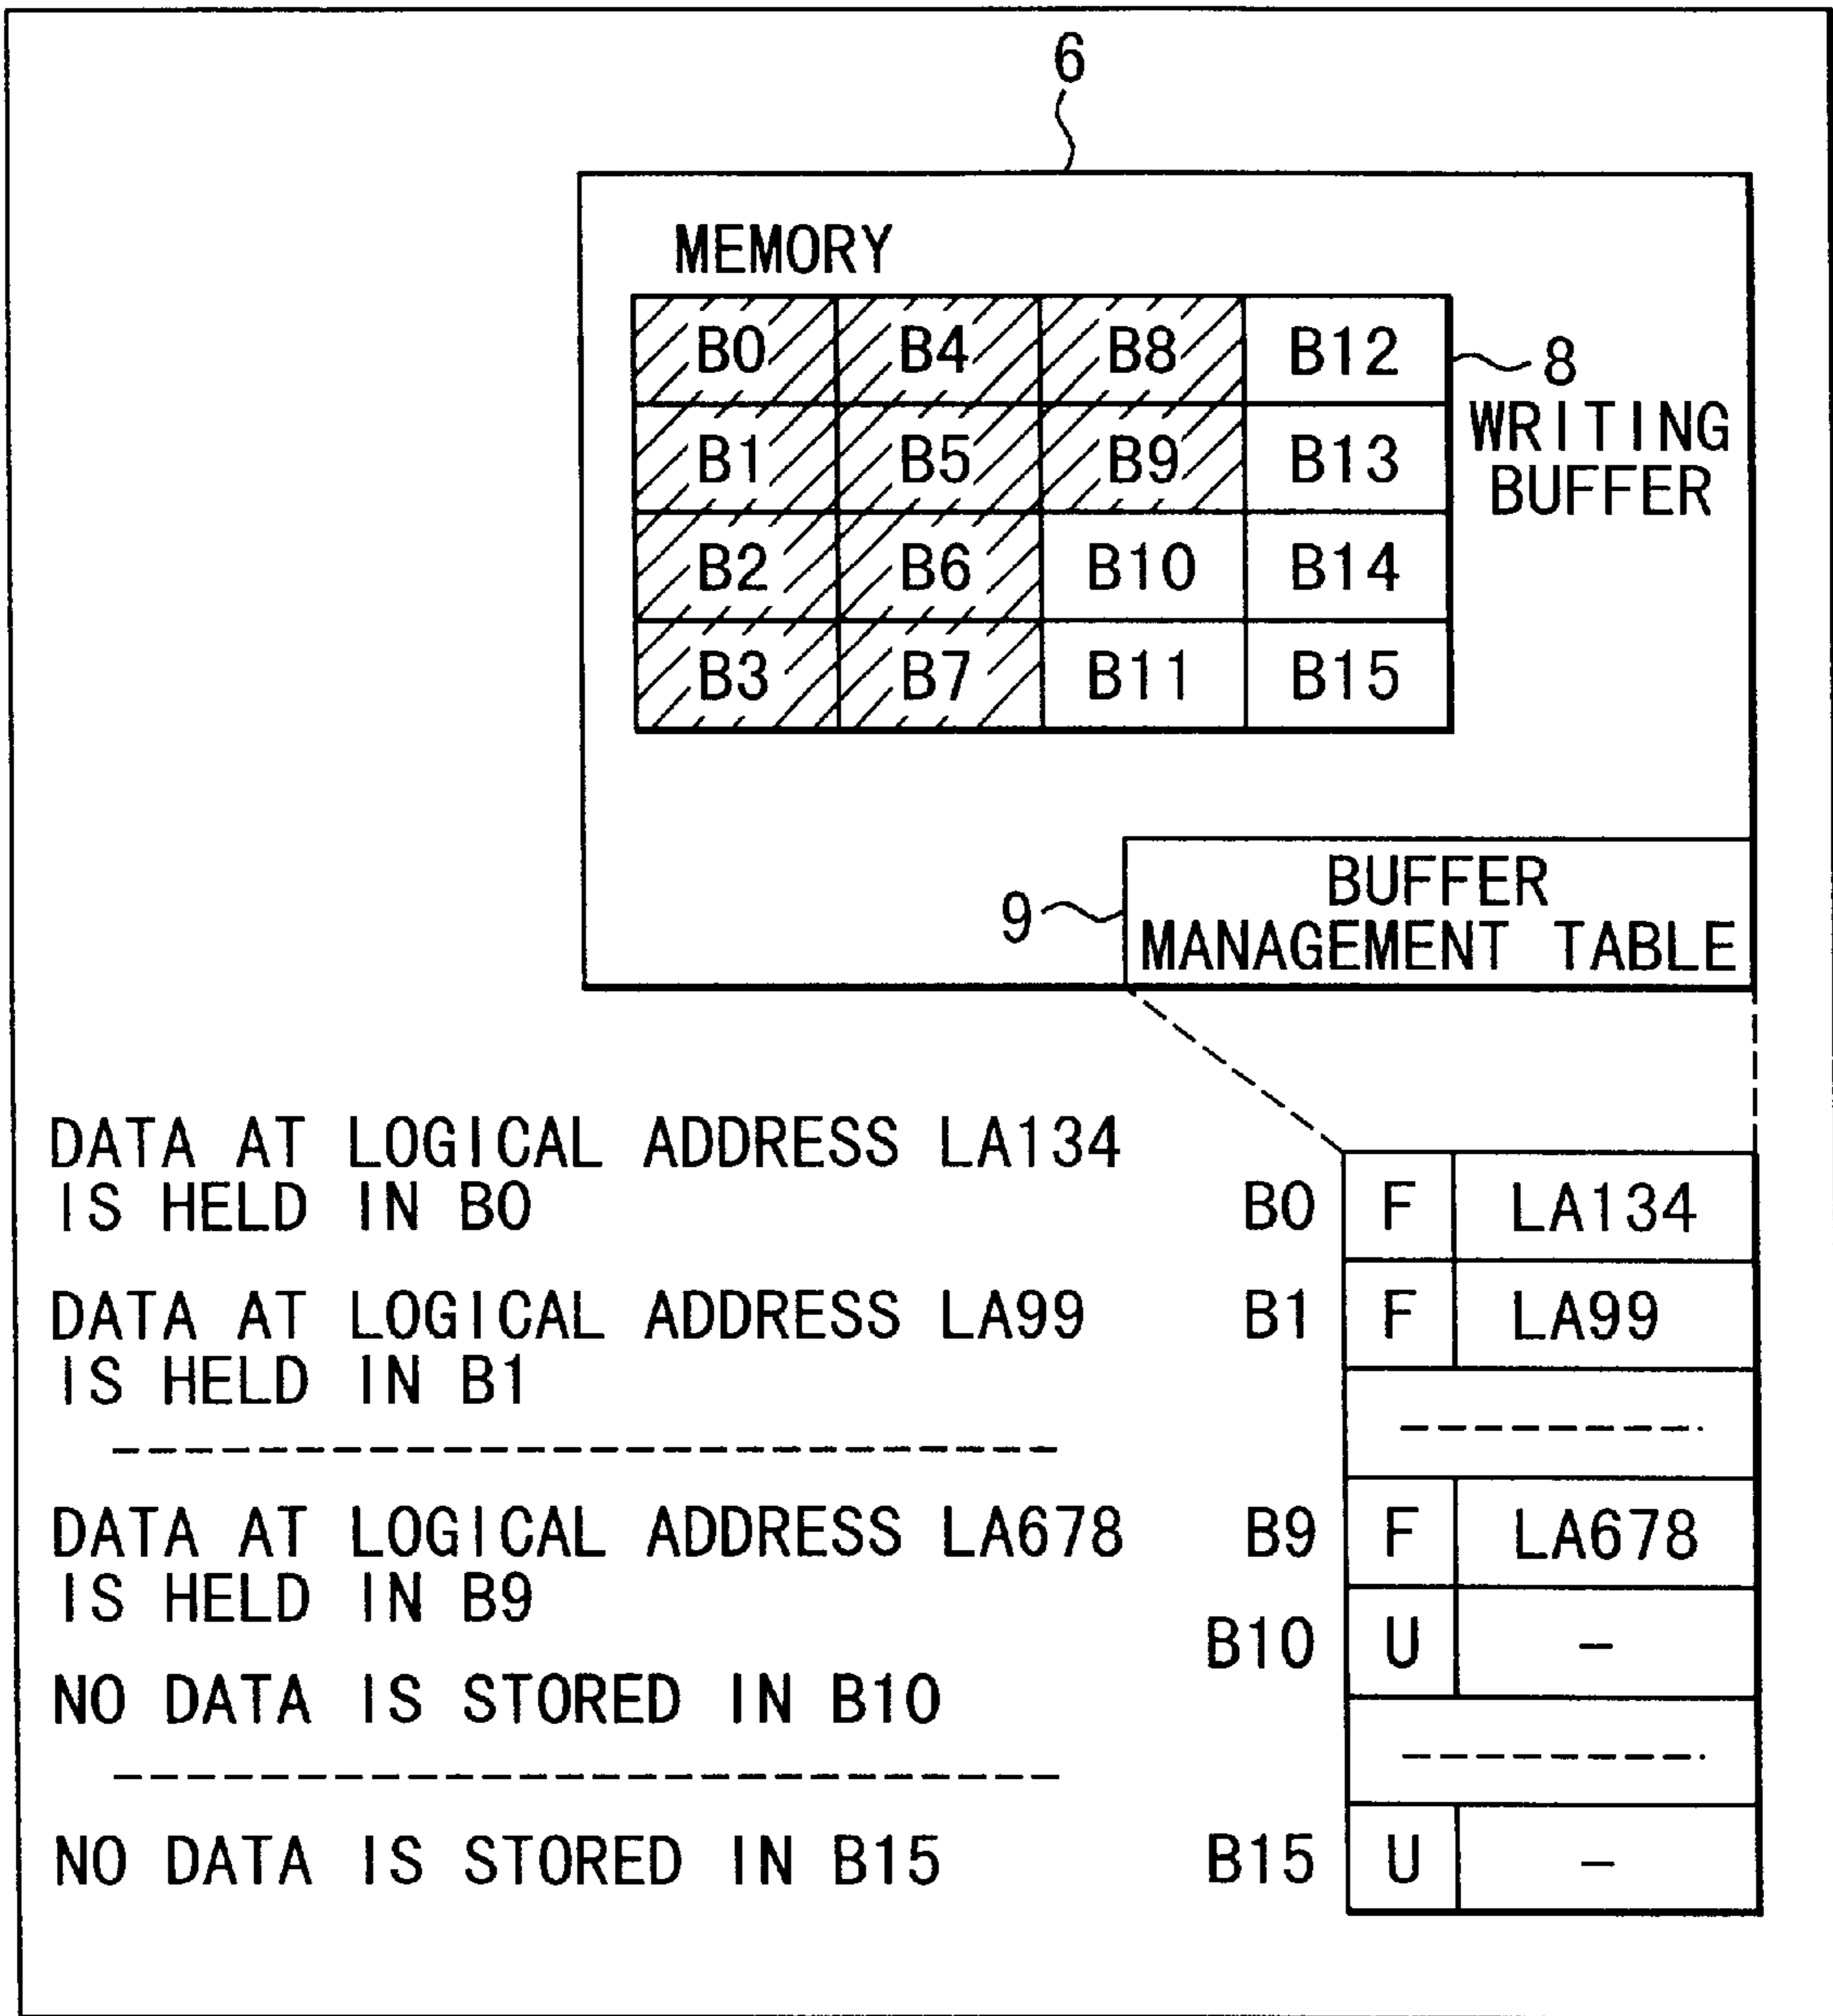 6
MEMORY
B0 B4 B8 B12
8
WRITING
BUFFER
B1 B5 B9 B13
B2 B6 B10 B14
B3 B7 B11 B15
9
BUFFER
MANAGEMENT TABLE
DATA AT LOGICAL ADDRESS LA134
IS HELD IN B0
B0 F LA134
DATA AT LOGICAL ADDRESS LA99
IS HELD IN B1
B1 F LA99
DATA AT LOGICAL ADDRESS LA678
IS HELD IN B9
B9 F LA678
B10 U –
NO DATA IS STORED IN B10
NO DATA IS STORED IN B15
B15 U –